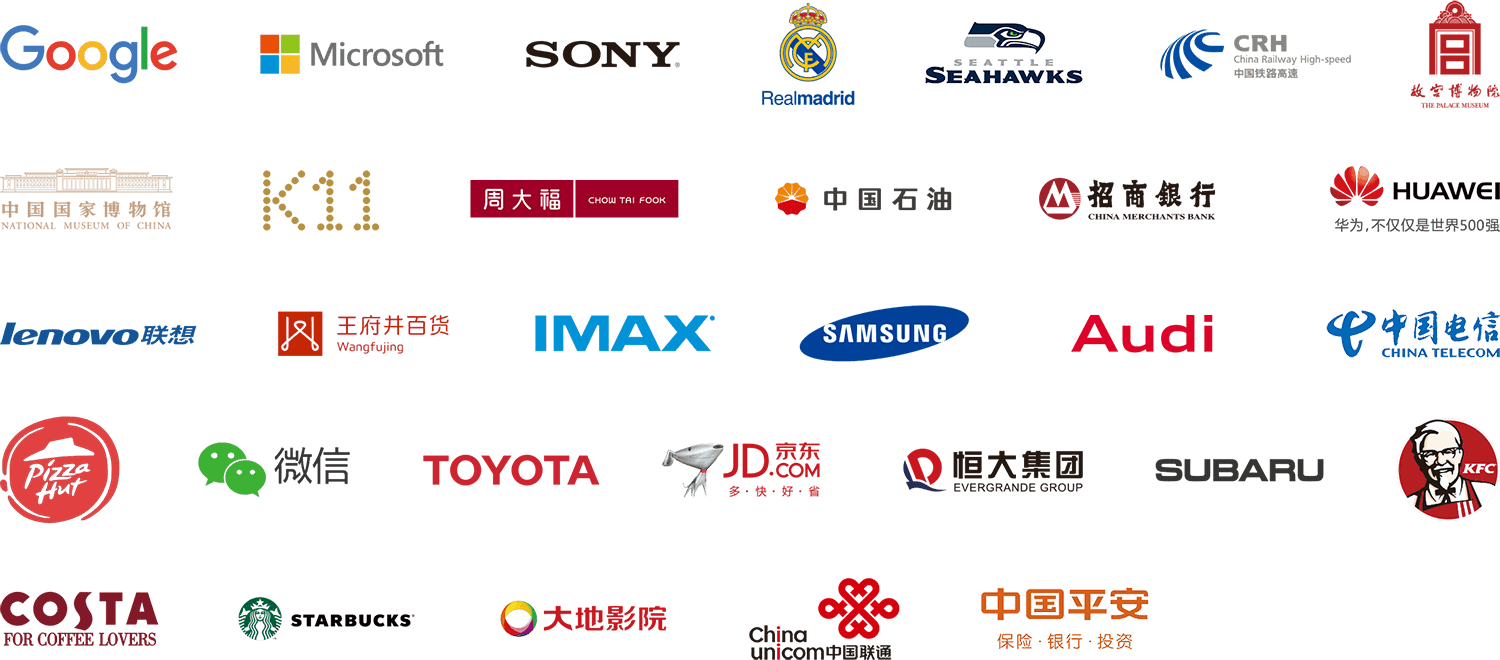 Google
Microsoft
SONY®
Realmadrid
SEATTLE
SEAHAWKS
CRH
China Railway High-speed
中国铁路高速
故宫博物院
THE PALACE MUSEUM
中国国家博物馆
NATIONAL MUSEUM OF CHINA
K11
周大福 CHOW TAI FOOK
中国石油
招商银行
CHINA MERCHANTS BANK
HUAWEI
华为,不仅仅是世界500强
lenovo联想
王府井百货
Wangfujing
IMAX®
SAMSUNG
Audi
中国电信
CHINA TELECOM
Pizza
Hut
微信
TOYOTA
JD.京东
COM
多·快·好·省
恒大集团
EVERGRANDE GROUP
SUBARU
KFC
COSTA
FOR COFFEE LOVERS
STARBUCKS®
大地影院
China
unicom中国联通
中国平安
保险·银行·投资